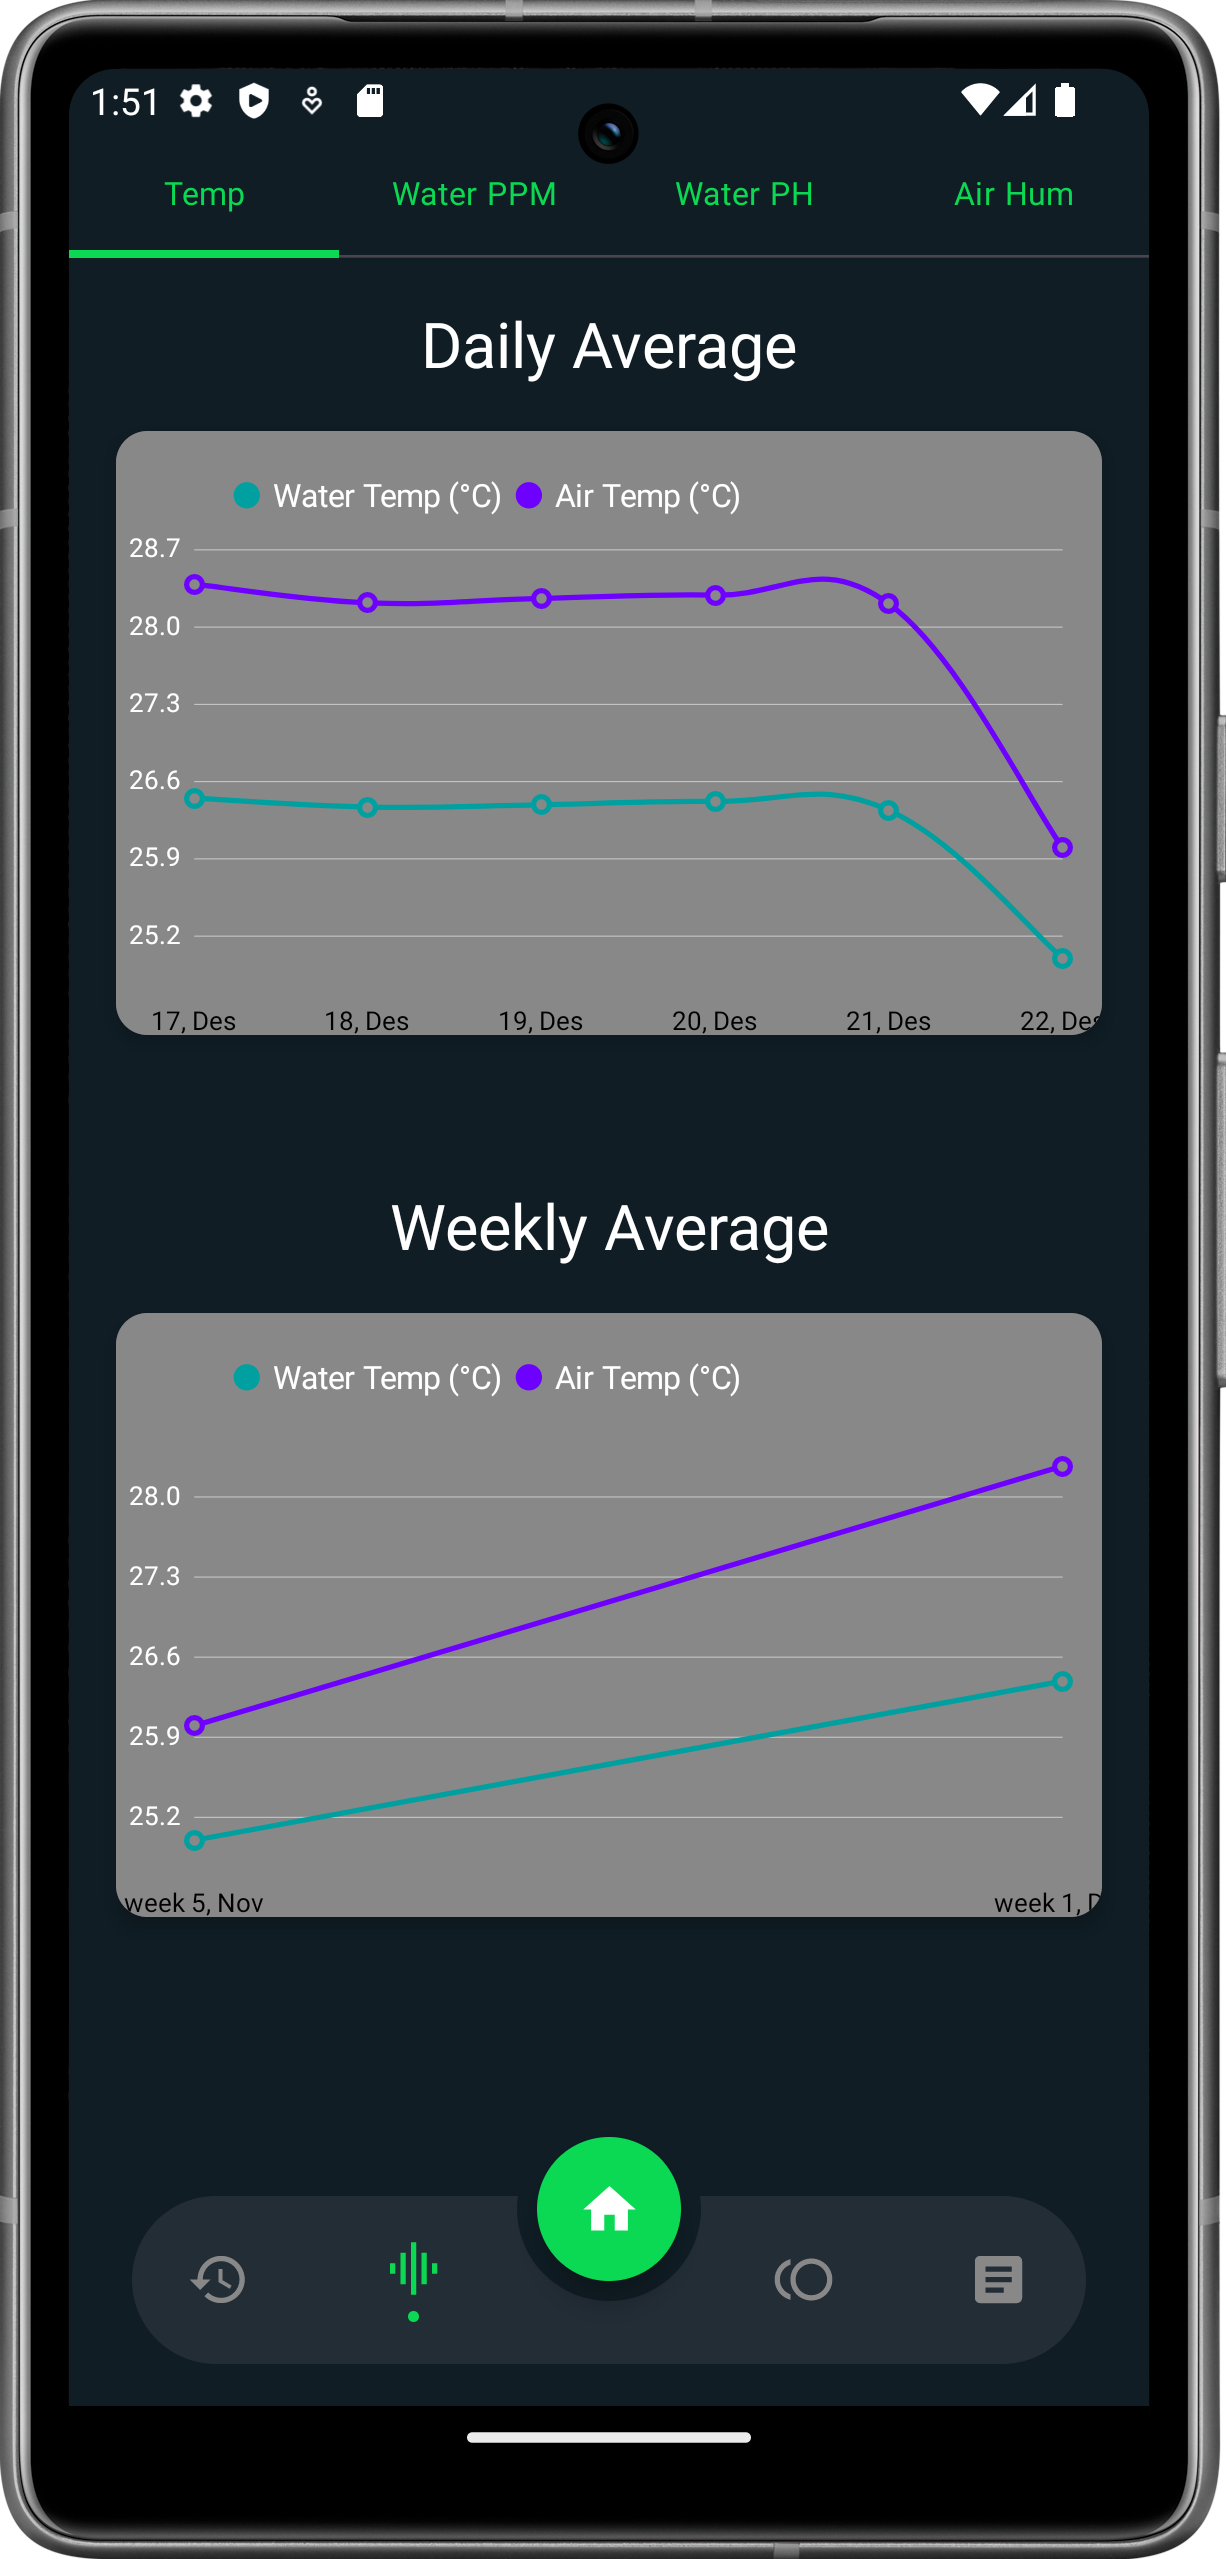 1:51
Temp Water PPM Water PH Air Hum
Daily Average
Water Temp (°C) Air Temp (°C)
28.7
28.0
27.3
26.6
25.9
25.2
17, Des 18, Des 19, Des 20, Des 21, Des 22, Des
Weekly Average
Water Temp (°C) Air Temp (°C)
28.0
27.3
26.6
25.9
25.2
week 5, Nov week 1, D